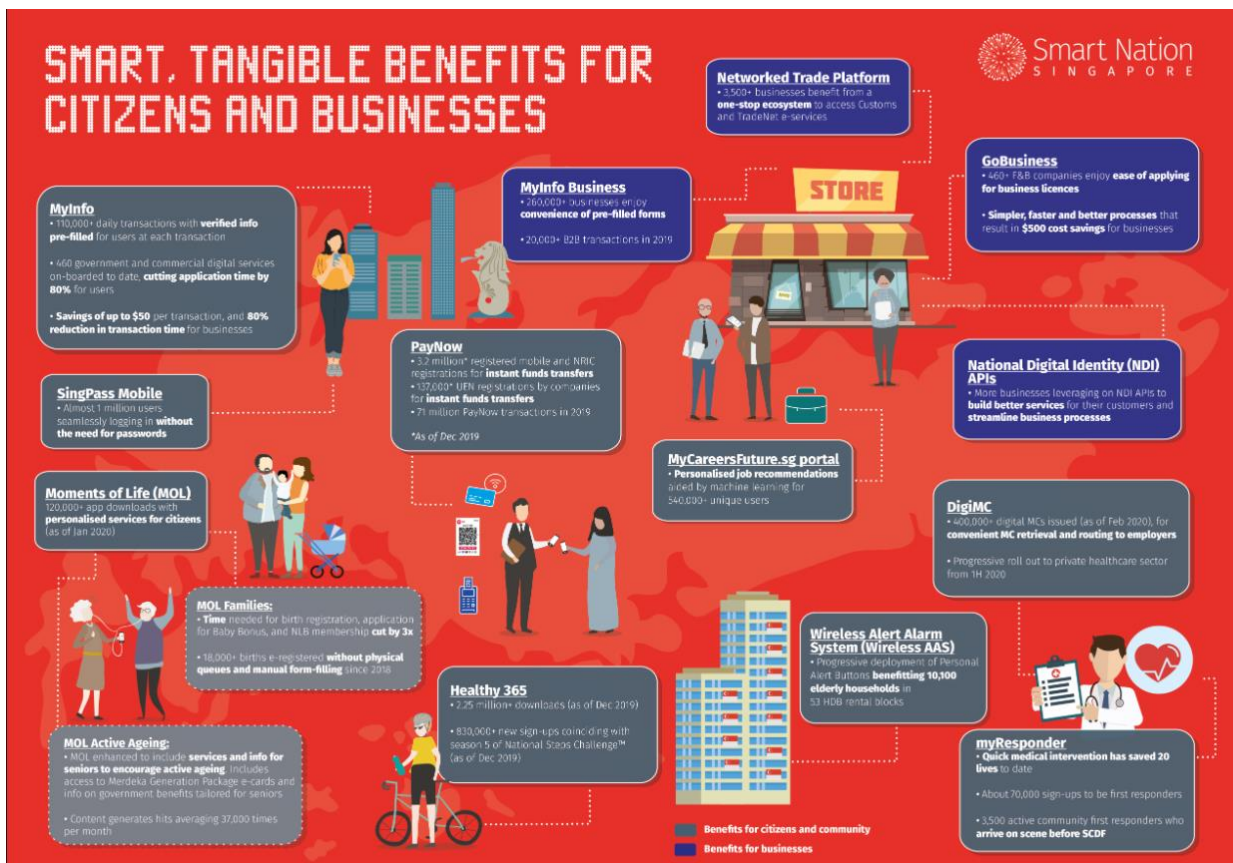 SMART, TANGIBLE BENEFITS FOR
CITIZENS AND BUSINESSES
Smart Nation
SINGAPORE
Networked Trade Platform
• 3,500+ businesses benefit from a
one-stop ecosystem to access Customs
and TradeNet e-services
GoBusiness
• 460+ F&B companies enjoy ease of applying
for business licences
• Simpler, faster and better processes that
result in $500 cost savings for businesses
MyInfo Business
• 260,000+ businesses enjoy
convenience of pre-filled forms
• 20,000+ B2B transactions in 2019
STORE
MyInfo
• 110,000+ daily transactions with verified info
pre-filled for users at each transaction
• 460 government and commercial digital services
on-boarded to date, cutting application time by
80% for users
• Savings of up to $50 per transaction, and 80%
reduction in transaction time for businesses
PayNow
• 3.2 million* registered mobile and NRIC
registrations for instant funds transfers
• 137,000* UEN registrations by companies
for instant funds transfers
• 71 million PayNow transactions in 2019
*As of Dec 2019
National Digital Identity (NDI)
APIs
• More businesses leveraging on NDI APIs to
build better services for their customers and
streamline business processes
SingPass Mobile
• Almost 1 million users
seamlessly logging in without
the need for passwords
MyCareersFuture.sg portal
• Personalised job recommendations
aided by machine learning for
540,000+ unique users
Moments of Life (MOL)
120,000+ app downloads with
personalised services for citizens
(as of Jan 2020)
DigiMC
• 400,000+ digital MCs issued (as of Feb 2020), for
convenient MC retrieval and routing to employers
• Progressive roll out to private healthcare sector
from 1H 2020
MOL Families:
• Time needed for birth registration, application
for Baby Bonus, and NLB membership cut by 3x
• 18,000+ births e-registered without physical
queues and manual form-filling since 2018
Wireless Alert Alarm
System (Wireless AAS)
• Progressive deployment of Personal
Alert Buttons benefitting 10,100
elderly households in
53 HDB rental blocks
Healthy 365
• 2.25 million+ downloads (as of Dec 2019)
• 830,000+ new sign-ups coinciding with
season 5 of National Steps Challenge™
(as of Dec 2019)
MOL Active Ageing:
• MOL enhanced to include services and info for
seniors to encourage active ageing. Includes
access to Merdeka Generation Package e-cards and
info on government benefits tailored for seniors
• Content generates hits averaging 37,000 times
per month
myResponder
• Quick medical intervention has saved 20
lives to date
• About 70,000 sign-ups to be first responders
• 3,500 active community first responders who
arrive on scene before SCDF
Benefits for citizens and community
Benefits for businesses